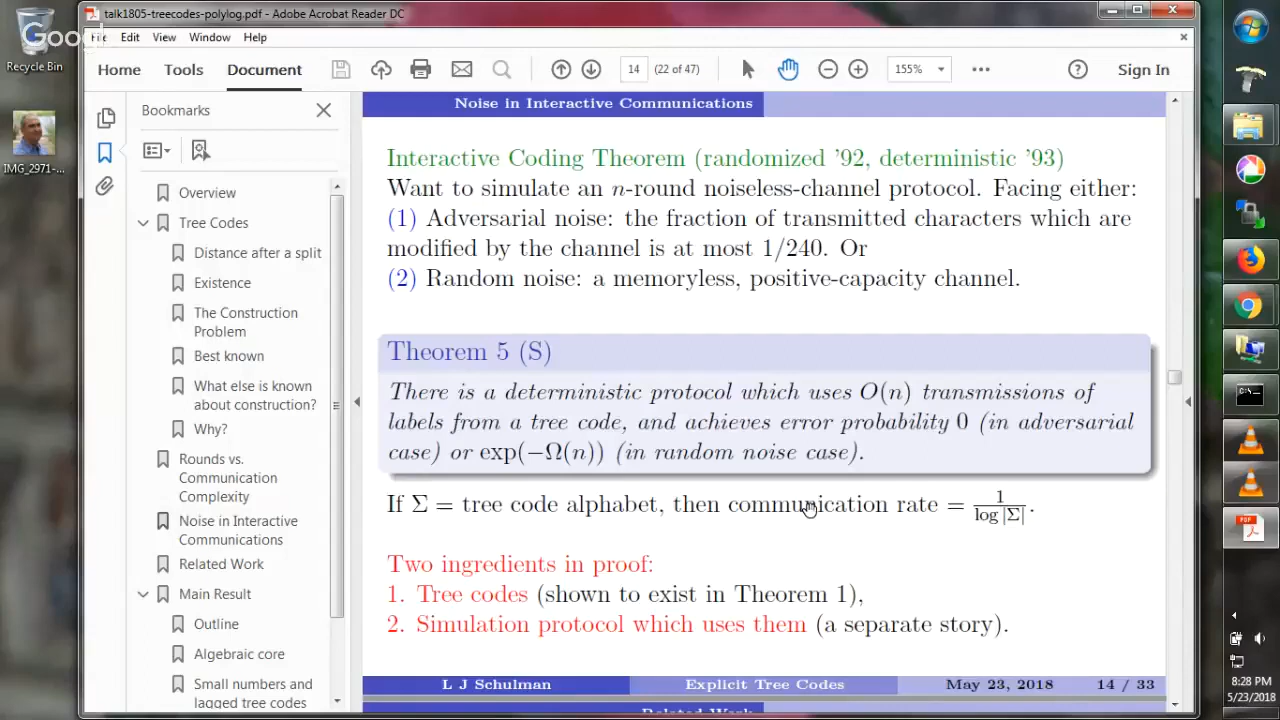 talk1805-treecodes-polylog.pdf - Adobe Acrobat Reader DC
File Edit View Window Help
Home Tools Document 14 (22 of 47) 155% Sign In
Recycle Bin
IMG_2971-...
Bookmarks
Overview
Tree Codes
Distance after a split
Existence
The Construction
Problem
Best known
What else is known
about construction?
Why?
Rounds vs.
Communication
Complexity
Noise in Interactive
Communications
Related Work
Main Result
Outline
Algebraic core
Small numbers and
lagged tree codes
Noise in Interactive Communications
Interactive Coding Theorem (randomized '92, deterministic '93)
Want to simulate an n-round noiseless-channel protocol. Facing either:
(1) Adversarial noise: the fraction of transmitted characters which are
modified by the channel is at most 1/240. Or
(2) Random noise: a memoryless, positive-capacity channel.
Theorem 5 (S)
There is a deterministic protocol which uses O(n) transmissions of
labels from a tree code, and achieves error probability 0 (in adversarial
case) or exp(−Ω(n)) (in random noise case).
If Σ = tree code alphabet, then communication rate = 1/log |Σ|.
Two ingredients in proof:
1. Tree codes (shown to exist in Theorem 1),
2. Simulation protocol which uses them (a separate story).
L J Schulman Explicit Tree Codes May 23, 2018 14 / 33
Related Work
8:28 PM
5/23/2018